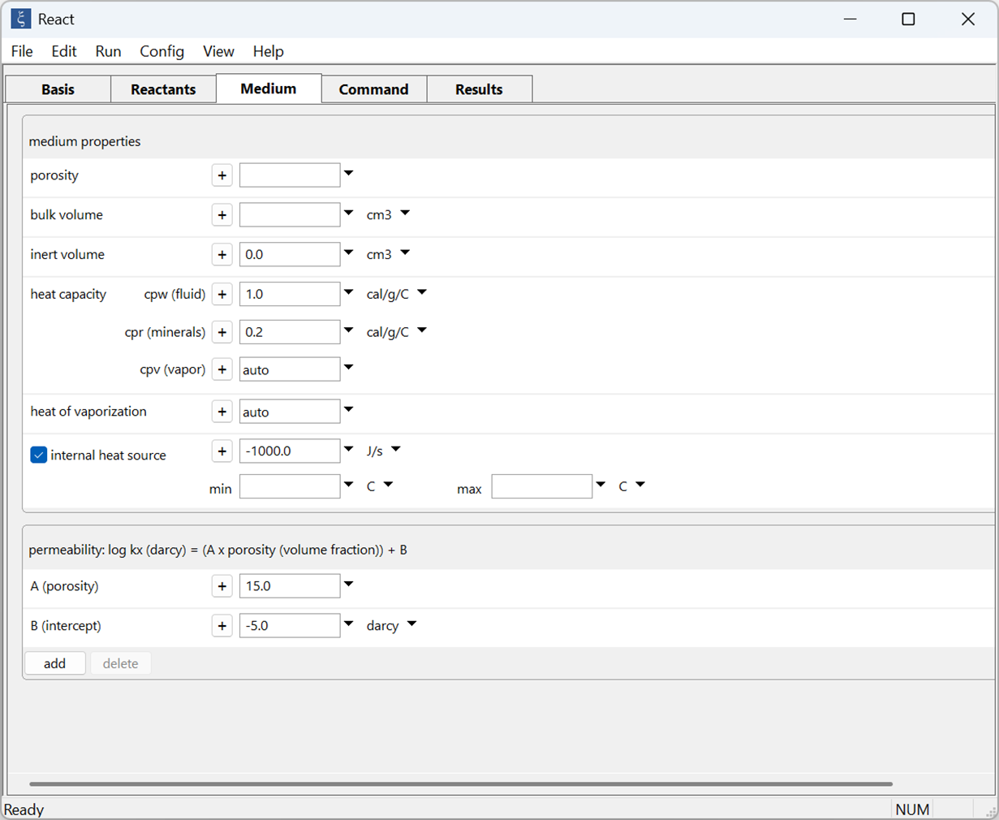 ξ React
File Edit Run Config View Help
Basis Reactants Medium Command Results
medium properties
porosity +
bulk volume + cm3
inert volume + 0.0 cm3
heat capacity cpw (fluid) + 1.0 cal/g/C
cpr (minerals) + 0.2 cal/g/C
cpv (vapor) + auto
heat of vaporization + auto
internal heat source + -1000.0 J/s
min C max C
permeability: log kx (darcy) = (A x porosity (volume fraction)) + B
A (porosity) + 15.0
B (intercept) + -5.0 darcy
add delete
Ready NUM